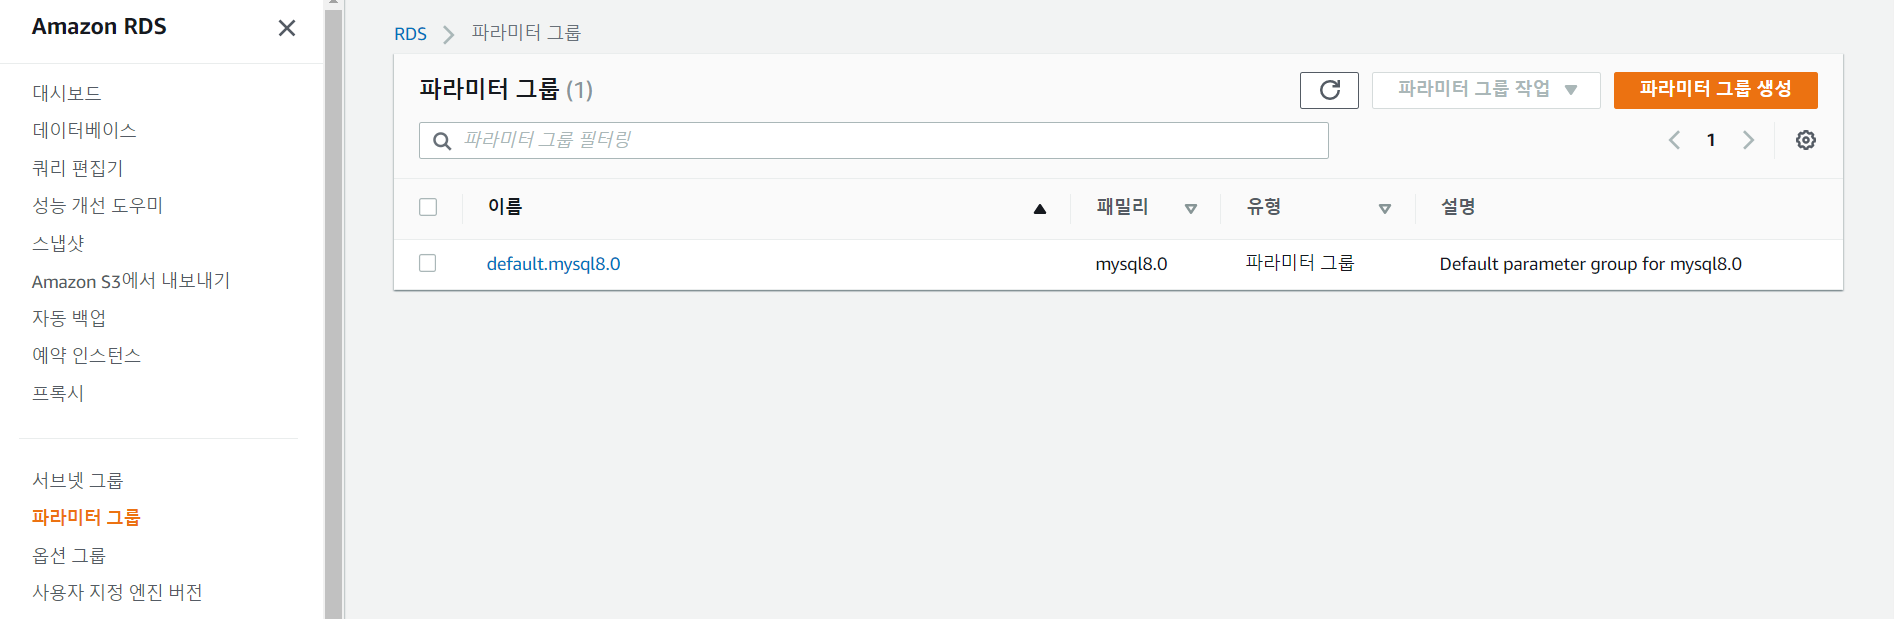 Amazon RDS
대시보드
데이터베이스
쿼리 편집기
성능 개선 도우미
스냅샷
Amazon S3에서 내보내기
자동 백업
예약 인스턴스
프록시
서브넷 그룹
파라미터 그룹
옵션 그룹
사용자 지정 엔진 버전
RDS 파라미터 그룹
파라미터 그룹 (1) 파라미터 그룹 작업 파라미터 그룹 생성
파라미터 그룹 필터링 1
이름 패밀리 유형 설명
default.mysql8.0 mysql8.0 파라미터 그룹 Default parameter group for mysql8.0